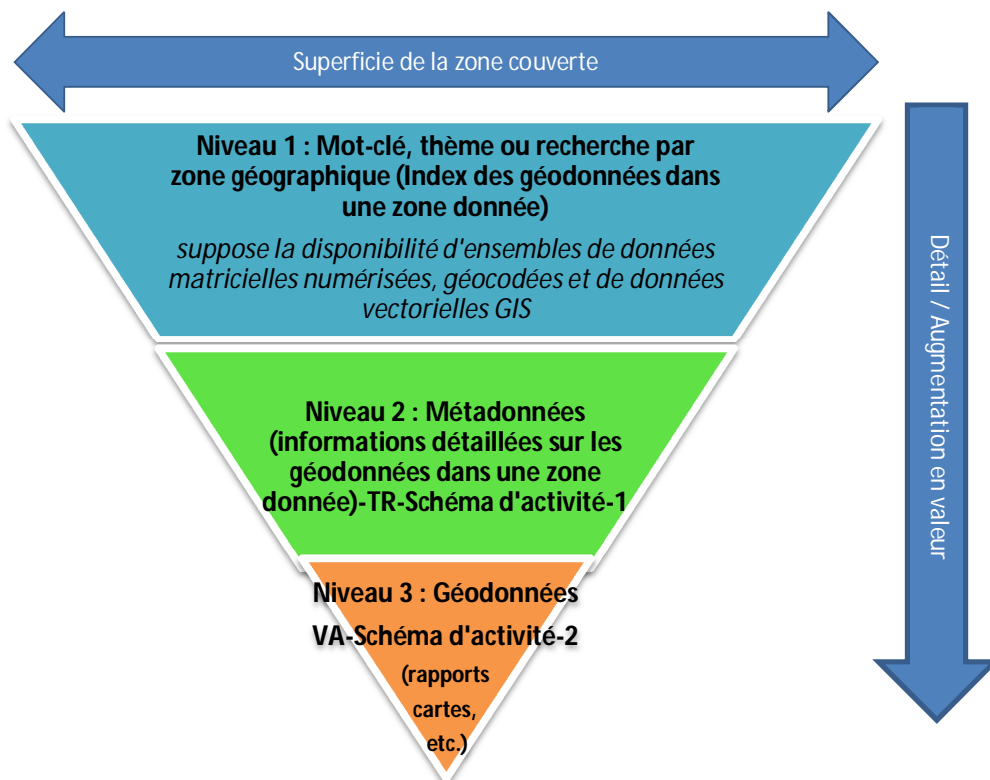 Superficie de la zone couverte
Niveau 1 : Mot-clé, thème ou recherche par
zone géographique (Index des géodonnées dans
une zone donnée)
suppose la disponibilité d'ensembles de données
matricielles numérisées, géocodées et de données
vectorielles GIS
Niveau 2 : Métadonnées
(informations détaillées sur les
géodonnées dans une zone
donnée)-TR-Schéma d'activité-1
Niveau 3 : Géodonnées
VA-Schéma d'activité-2
(rapports
cartes,
etc.)
Détail / Augmentation en valeur